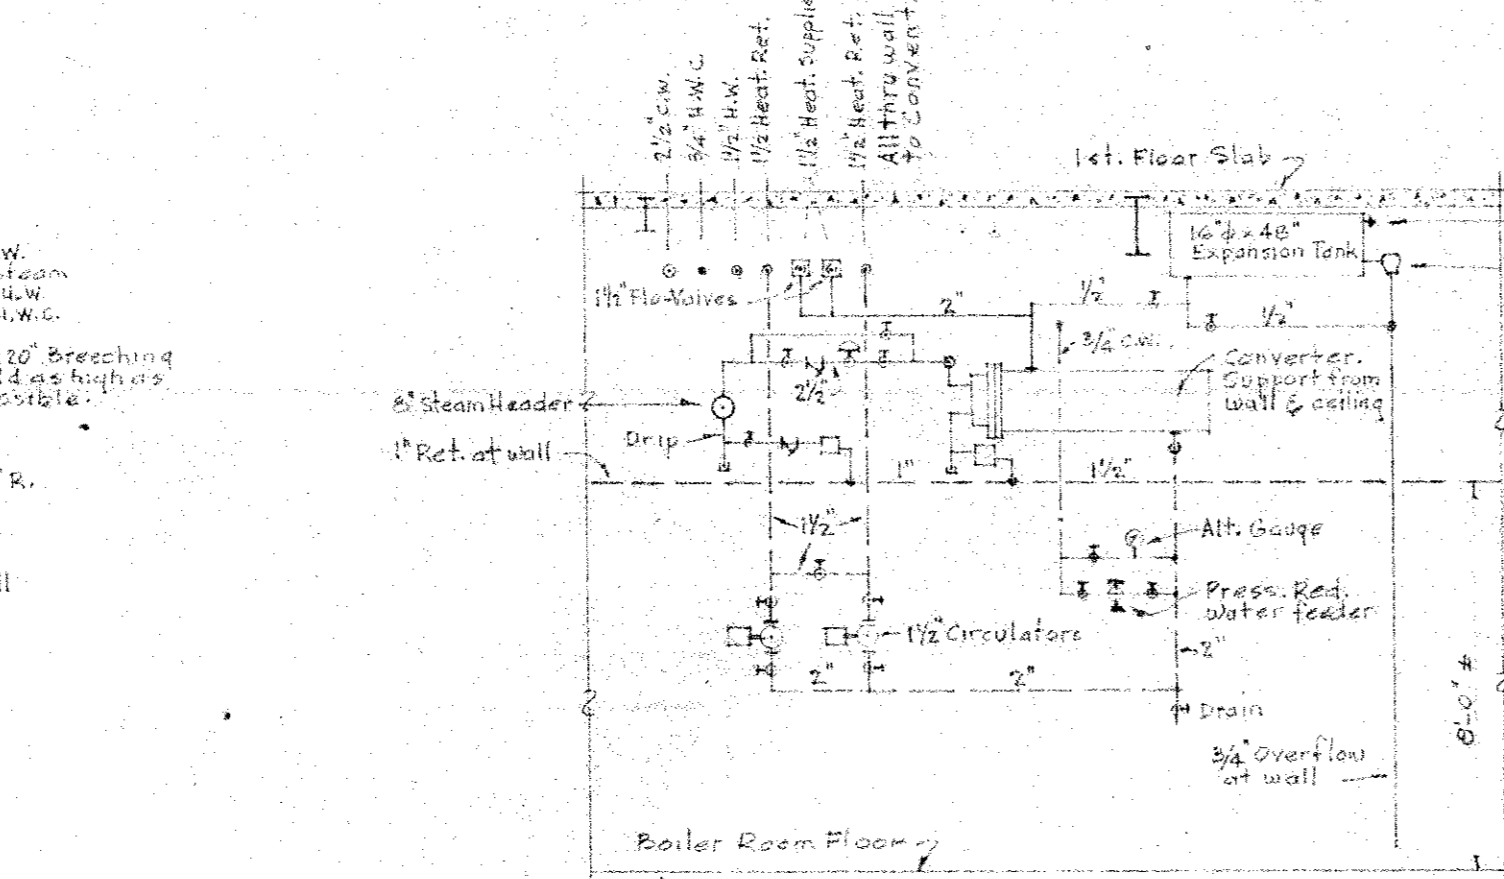 2½" C.W.
¾" H.W.C.
1½" H.W.
1½" Heat. Ret.
1½" Heat.
1½" Heat. Ret.
All thru wall
to Convert.
1st. Floor Slab
16"ø x 48"
Expansion Tank
W.
H.W.
H.W.C.
20" Breeching
as high as
R.
1½" Flo-Valves
2"
½"
½"
¾ C.W.
Converter.
Support from
wall & ceiling
2½"
8" Steam Header
Drip
1" Ret. at wall
1"
1½"
1½"
Alt. Gauge
Press. Red.
Water feeder
1½" Circulators
2"
2"
2"
Drain
8'-0" ±
¾" Overflow
at wall
Boiler Room Floor